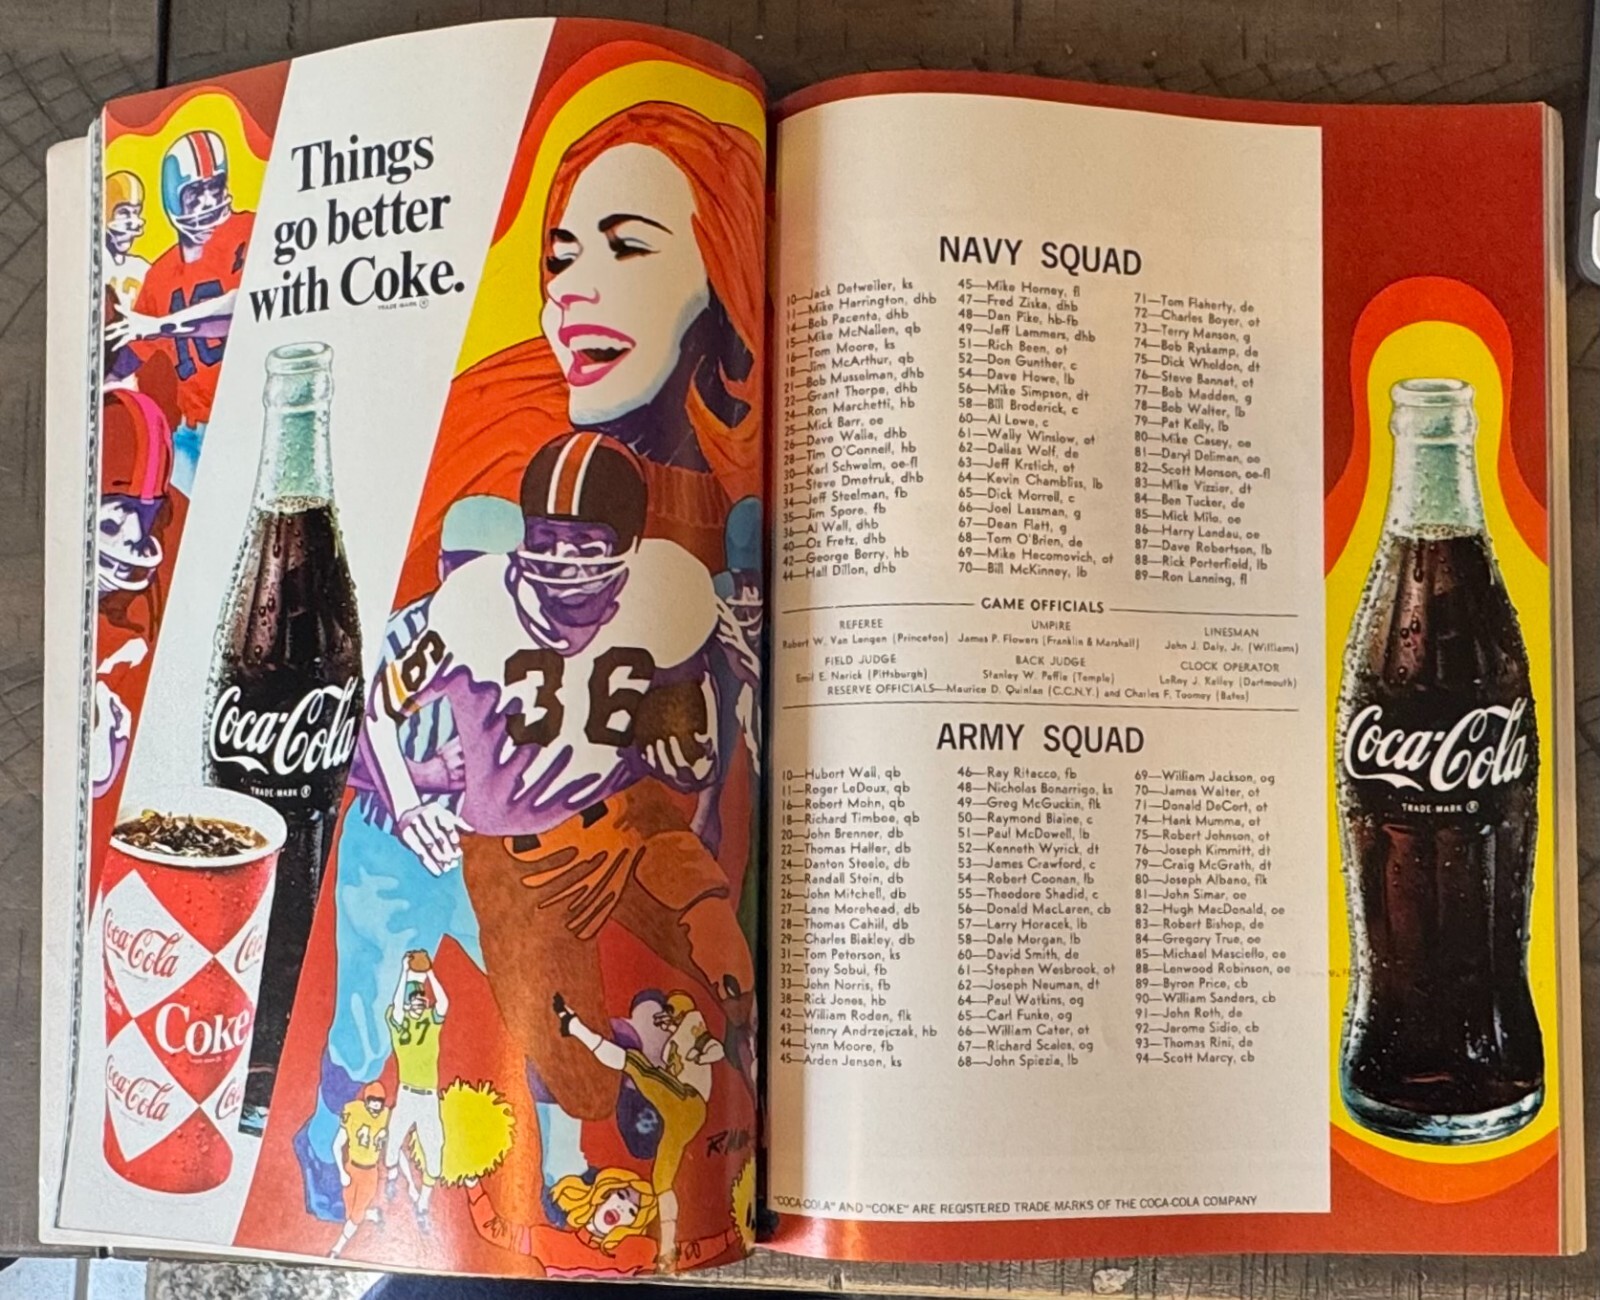 Things
go better
with Coke.
TRADE MARK ®
Coca-Cola
TRADE-MARK ®
Coca-Cola
Coke
Coca-Cola
36
87
NAVY SQUAD
10—Jack Detweiler, ks
11—Mike Harrington, dhb
14—Bob Pacenta, dhb
15—Mike McNallen, qb
16—Tom Moore, ks
18—Jim McArthur, qb
21—Bob Musselman, dhb
22—Grant Thorpe, dhb
24—Ron Marchetti, hb
25—Mick Barr, oe
26—Dave Walla, dhb
28—Tim O'Connell, hb
30—Karl Schwelm, oe-fl
33—Steve Dmetruk, dhb
34—Jeff Steelman, fb
35—Jim Spore, fb
36—Al Wall, dhb
40—Oz Fretz, dhb
42—George Berry, hb
44—Hall Dillon, dhb
45—Mike Horney, fl
47—Fred Ziska, dhb
48—Dan Pike, hb-fb
49—Jeff Lammers, dhb
51—Rich Been, ot
52—Don Gunther, c
54—Dave Howe, lb
56—Mike Simpson, dt
58—Bill Broderick, c
60—Al Lowe, c
61—Wally Winslow, ot
62—Dallas Wolf, de
63—Jeff Krstich, ot
64—Kevin Chambliss, lb
65—Dick Morrell, c
66—Joel Lassman, g
67—Dean Flatt, g
68—Tom O'Brien, de
69—Mike Hecomovich, ot
70—Bill McKinney, lb
71—Tom Flaherty, de
72—Charles Boyer, ot
73—Terry Manson, g
74—Bob Ryskamp, de
75—Dick Wheldon, dt
76—Steve Bannat, ot
77—Bob Madden, g
78—Bob Walter, lb
79—Pat Kelly, lb
80—Mike Casey, oe
81—Daryl Deliman, oe
82—Scott Monson, oe-fl
83—Mike Vizzier, dt
84—Ben Tucker, de
85—Mick Milo, oe
86—Harry Landau, oe
87—Dave Robertson, lb
88—Rick Porterfield, lb
89—Ron Lanning, fl
GAME OFFICIALS
REFEREE
Robert W. Van Lengen (Princeton)
UMPIRE
James P. Flowers (Franklin & Marshall)
LINESMAN
John J. Daly, Jr. (Williams)
FIELD JUDGE
Emil E. Narick (Pittsburgh)
BACK JUDGE
Stanley W. Peffle (Temple)
CLOCK OPERATOR
LeRoy J. Kelley (Dartmouth)
RESERVE OFFICIALS—Maurice D. Quinlan (C.C.N.Y.) and Charles F. Toomey (Bates)
ARMY SQUAD
10—Hubert Wall, qb
11—Roger LeDoux, qb
16—Robert Mohn, qb
18—Richard Timboe, qb
20—John Brenner, db
22—Thomas Haller, db
24—Danton Steele, db
25—Randall Stein, db
26—John Mitchell, db
27—Lane Morehead, db
28—Thomas Cahill, db
29—Charles Blakley, db
31—Tom Peterson, ks
32—Tony Sobul, fb
33—John Norris, fb
38—Rick Jones, hb
42—William Roden, flk
43—Henry Andrzejczak, hb
44—Lynn Moore, fb
45—Arden Jensen, ks
46—Ray Ritacco, fb
48—Nicholas Bonarrigo, ks
49—Greg McGuckin, flk
50—Raymond Blaine, c
51—Paul McDowell, lb
52—Kenneth Wyrick, dt
53—James Crawford, c
54—Robert Coonan, lb
55—Theodore Shadid, c
56—Donald MacLaren, cb
57—Larry Horacek, lb
58—Dale Morgan, lb
60—David Smith, de
61—Stephen Wesbrook, ot
62—Joseph Neuman, dt
64—Paul Watkins, og
65—Carl Funke, og
66—William Cater, ot
67—Richard Scales, og
68—John Spiezia, lb
69—William Jackson, og
70—James Walter, ot
71—Donald DeCort, ot
74—Hank Mumma, ot
75—Robert Johnson, ot
76—Joseph Kimmitt, dt
79—Craig McGrath, dt
80—Joseph Albano, flk
81—John Simar, oe
82—Hugh MacDonald, oe
83—Robert Bishop, de
84—Gregory True, oe
85—Michael Masciello, oe
88—Lenwood Robinson, oe
89—Byron Price, cb
90—William Sanders, cb
91—John Roth, de
92—Jarome Sidio, cb
93—Thomas Rini, de
94—Scott Marcy, cb
"COCA-COLA" AND "COKE" ARE REGISTERED TRADE MARKS OF THE COCA-COLA COMPANY
Coca-Cola
TRADE MARK ®